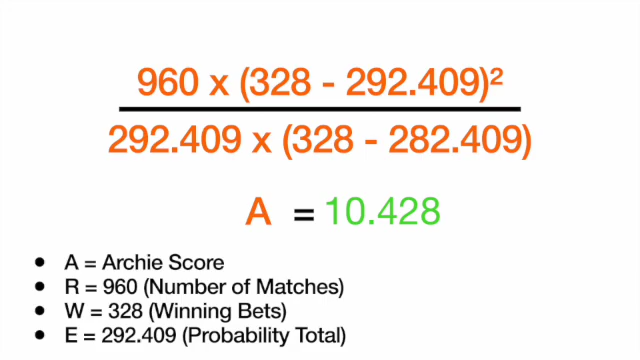 960 x (328 - 292.409)²
292.409 x (328 - 282.409)
A = 10.428
• A = Archie Score
• R = 960 (Number of Matches)
• W = 328 (Winning Bets)
• E = 292.409 (Probability Total)